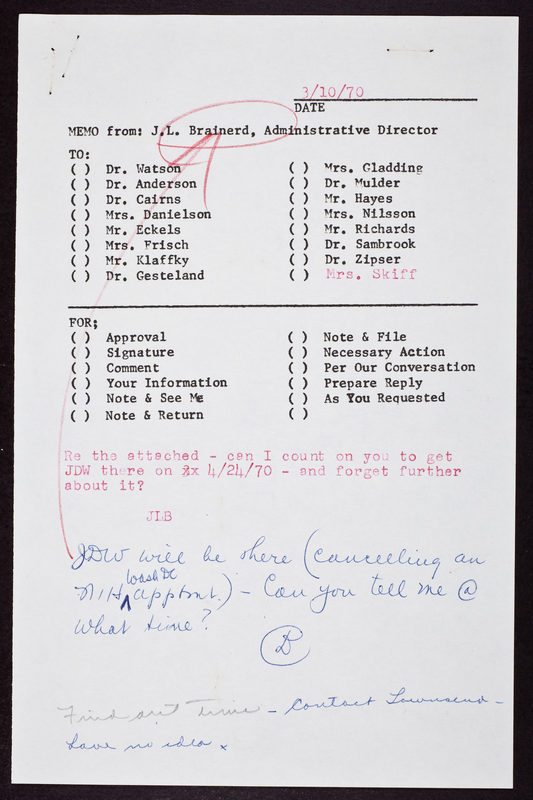 3/10/70
DATE
MEMO from: J.L. Brainerd, Administrative Director
TO:
( ) Dr. Watson
( ) Dr. Anderson
( ) Dr. Cairns
( ) Mrs. Danielson
( ) Mr. Eckels
( ) Mrs. Frisch
( ) Mr. Klaffky
( ) Dr. Gesteland
( ) Mrs. Gladding
( ) Dr. Mulder
( ) Mr. Hayes
( ) Mrs. Nilsson
( ) Mr. Richards
( ) Dr. Sambrook
( ) Dr. Zipser
( ) Mrs. Skiff
FOR;
( ) Approval
( ) Signature
( ) Comment
( ) Your Information
( ) Note & See Me
( ) Note & Return
( ) Note & File
( ) Necessary Action
( ) Per Our Conversation
( ) Prepare Reply
( ) As You Requested
( )
Re the attached - can I count on you to get
JDW there on 4/24/70 - and forget further
about it?
JLB
JDW will be there (cancelling an
NIH Wash DC apptmt.) - Can you tell me @
what time?
B
Find out time - Contact Townsend -
have no idea.